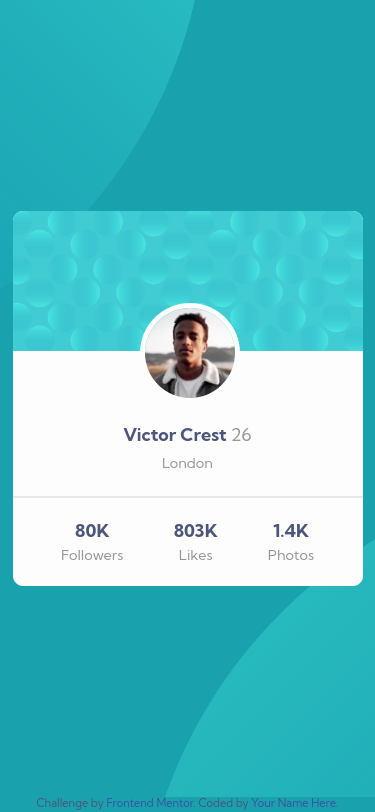 Victor Crest 26
London
80K 803K 1.4K
Followers Likes Photos
Challenge by Frontend Mentor. Coded by Your Name Here.